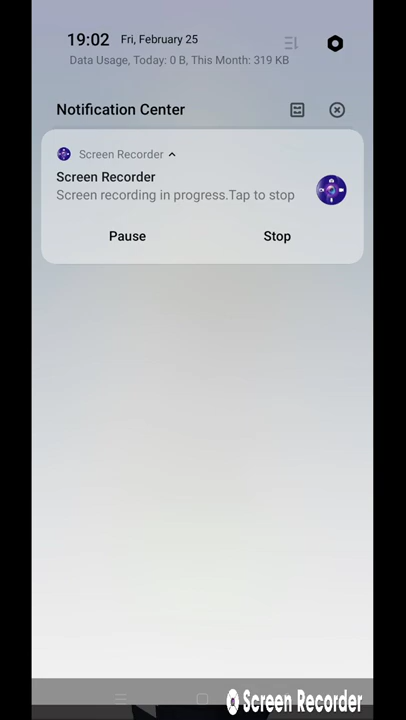 19:02 Fri, February 25
Data Usage, Today: 0 B, This Month: 319 KB
Notification Center
Screen Recorder
Screen Recorder
Screen recording in progress.Tap to stop
Pause Stop
Screen Recorder